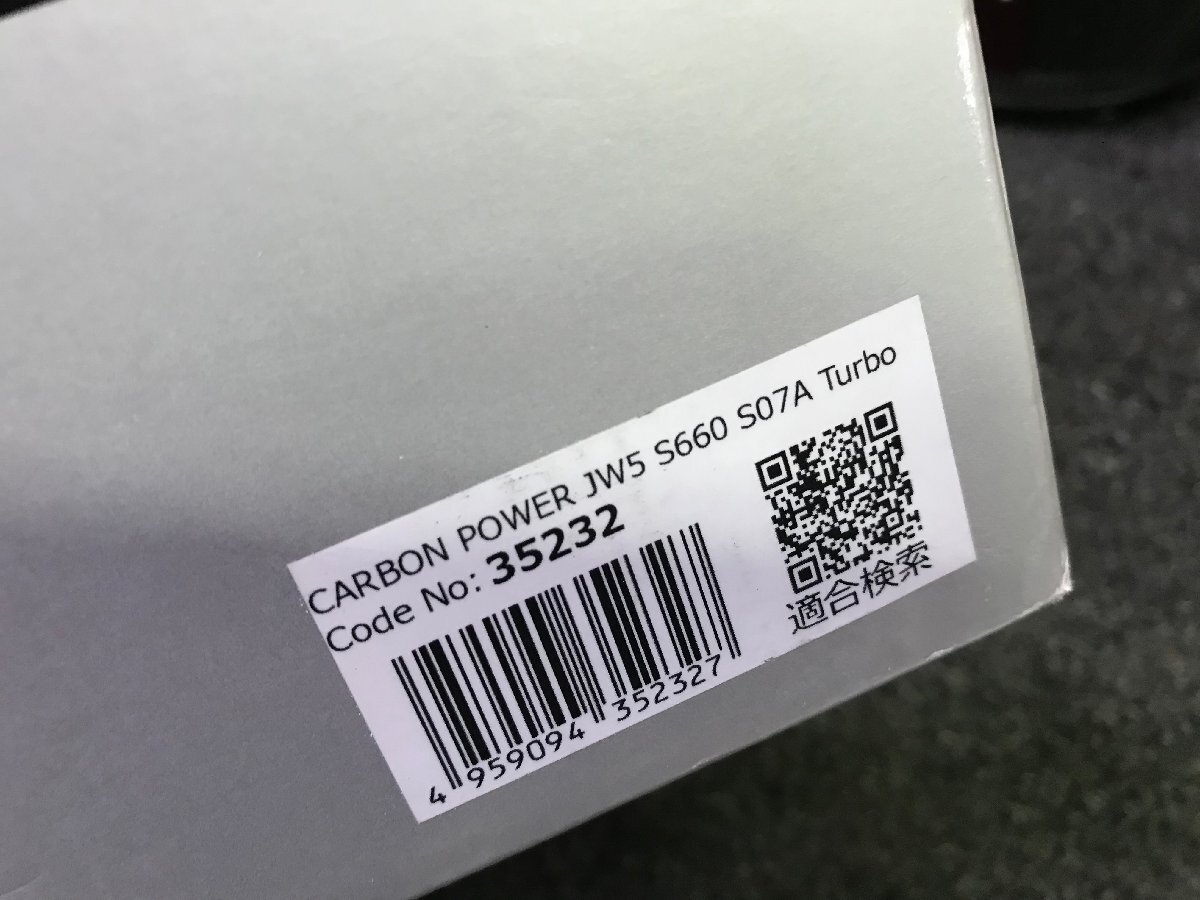 CARBON POWER JW5 S660 S07A Turbo
Code No: 35232
4 959094 352327
適合検索